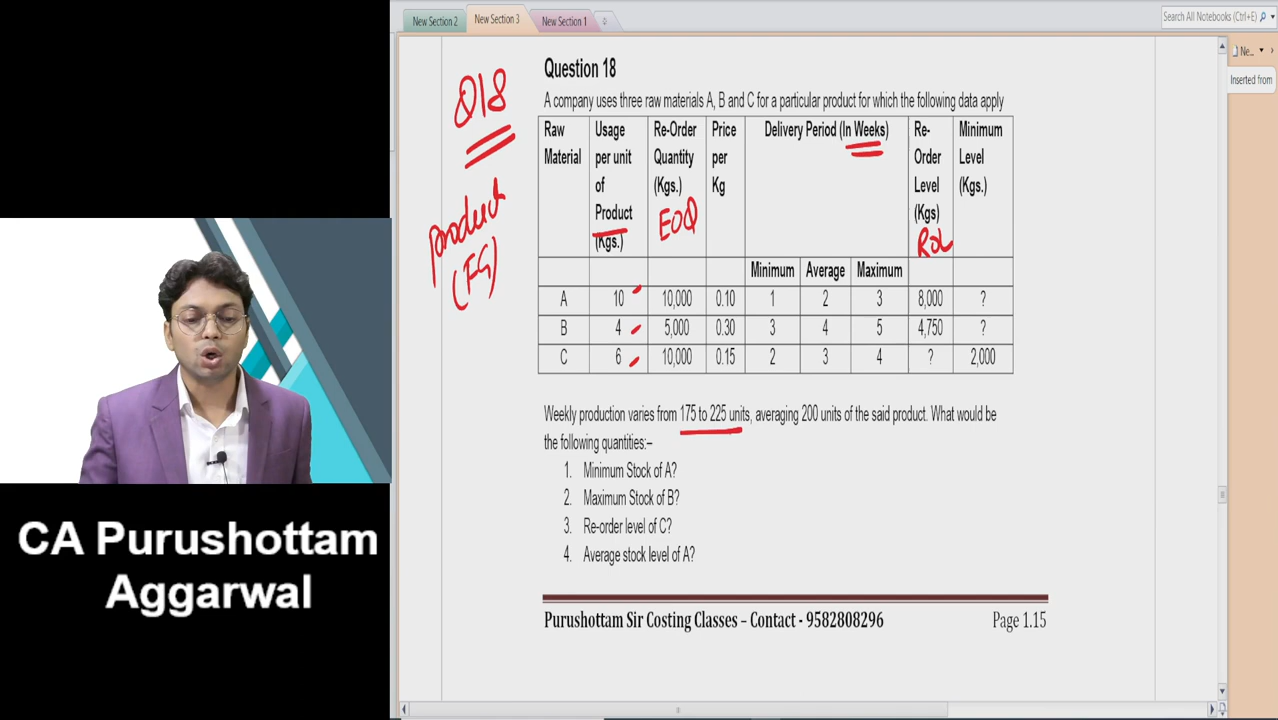 New Section 2
New Section 3
New Section 1
Search All Notebooks (Ctrl+E)
Ne...
Inserted from
Q18
Product
(FG)
Question 18
A company uses three raw materials A, B and C for a particular product for which the following data apply
Raw Material | Usage per unit of Product (Kgs.) | Re-Order Quantity (Kgs.) EOQ | Price per Kg | Delivery Period (In Weeks) | Re-Order Level (Kgs) ROL | Minimum Level (Kgs.)
Minimum | Average | Maximum
A | 10 | 10,000 | 0.10 | 1 | 2 | 3 | 8,000 | ?
B | 4 | 5,000 | 0.30 | 3 | 4 | 5 | 4,750 | ?
C | 6 | 10,000 | 0.15 | 2 | 3 | 4 | ? | 2,000
Weekly production varies from 175 to 225 units, averaging 200 units of the said product. What would be
the following quantities:–
1. Minimum Stock of A?
2. Maximum Stock of B?
3. Re-order level of C?
4. Average stock level of A?
Purushottam Sir Costing Classes – Contact - 9582808296 Page 1.15
CA Purushottam
Aggarwal